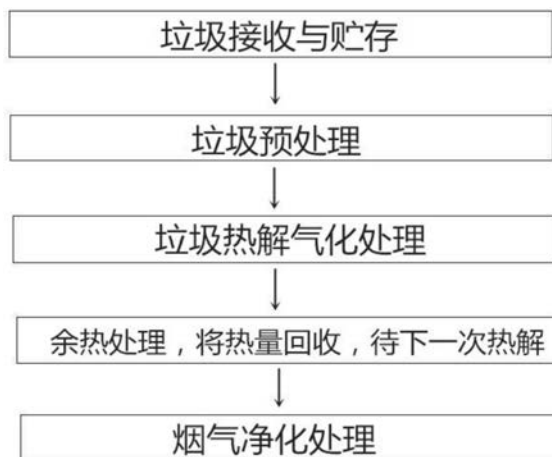 垃圾接收与贮存
垃圾预处理
垃圾热解气化处理
余热处理，将热量回收，待下一次热解
烟气净化处理